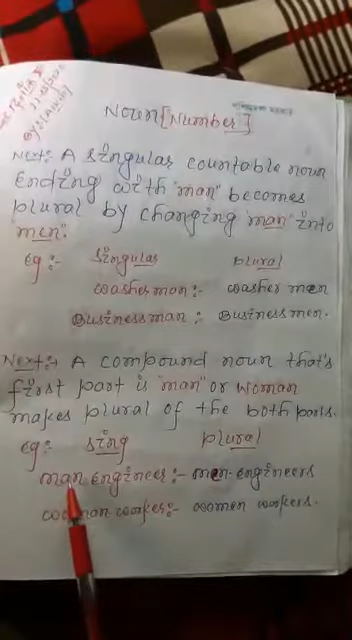 Noun [Number]
Next:- A singular countable noun
ending with "man" becomes
plural by changing "man" into
"men".
eg :- singular plural
washerman :- washer men
Businessman : Businessmen.
Next:- A compound noun that's
first part is "man" or woman
makes plural of the both parts.
eg :- sing plural
man-engineer :- men-engineers
woman-worker :- women workers.